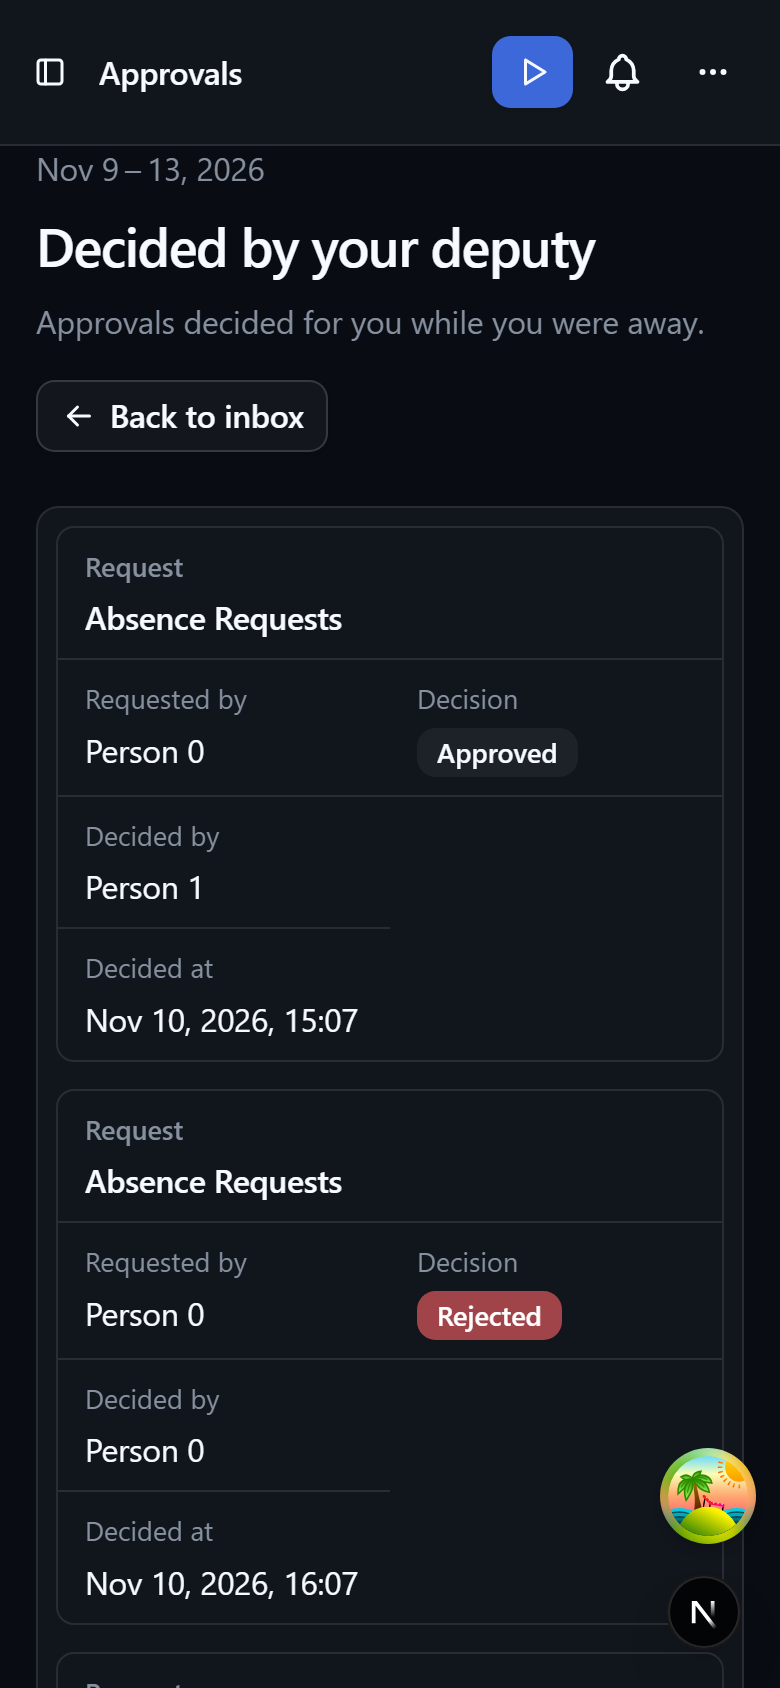 Approvals
Nov 9 – 13, 2026
Decided by your deputy
Approvals decided for you while you were away.
Back to inbox
Request
Absence Requests
Requested by
Decision
Person 0
Approved
Decided by
Person 1
Decided at
Nov 10, 2026, 15:07
Request
Absence Requests
Requested by
Decision
Person 0
Rejected
Decided by
Person 0
Decided at
Nov 10, 2026, 16:07
N